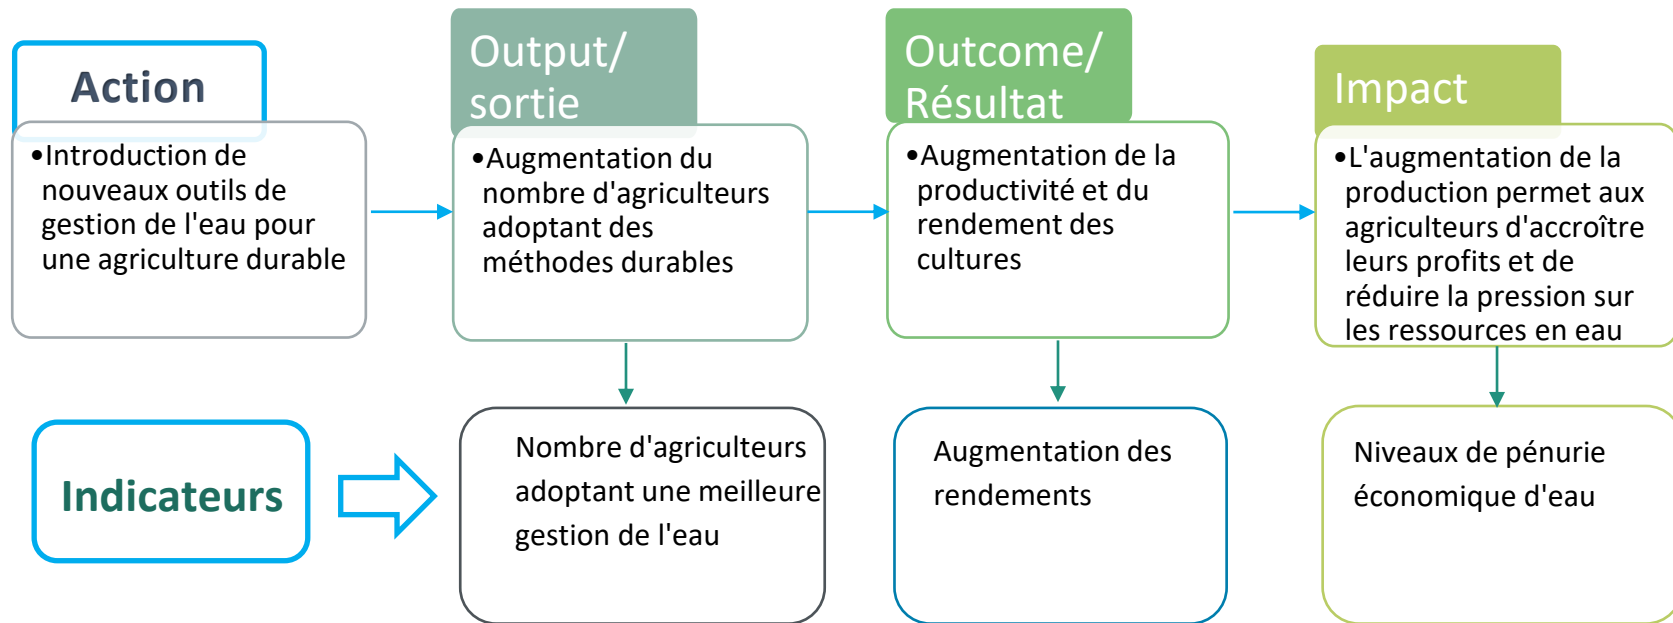 Action
•Introduction de
nouveaux outils de
gestion de l'eau pour
une agriculture durable
Output/
sortie
•Augmentation du
nombre d'agriculteurs
adoptant des
méthodes durables
Outcome/
Résultat
•Augmentation de la
productivité et du
rendement des
cultures
Impact
•L'augmentation de la
production permet aux
agriculteurs d'accroître
leurs profits et de
réduire la pression sur
les ressources en eau
Indicateurs
Nombre d'agriculteurs
adoptant une meilleure
gestion de l'eau
Augmentation des
rendements
Niveaux de pénurie
économique d'eau